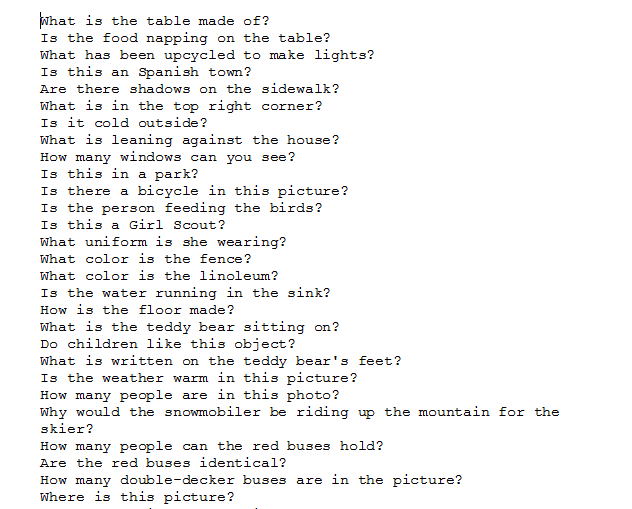 What is the table made of?
Is the food napping on the table?
What has been upcycled to make lights?
Is this an Spanish town?
Are there shadows on the sidewalk?
What is in the top right corner?
Is it cold outside?
What is leaning against the house?
How many windows can you see?
Is this in a park?
Is there a bicycle in this picture?
Is the person feeding the birds?
Is this a Girl Scout?
What uniform is she wearing?
What color is the fence?
What color is the linoleum?
Is the water running in the sink?
How is the floor made?
What is the teddy bear sitting on?
Do children like this object?
What is written on the teddy bear's feet?
Is the weather warm in this picture?
How many people are in this photo?
Why would the snowmobiler be riding up the mountain for the
skier?
How many people can the red buses hold?
Are the red buses identical?
How many double-decker buses are in the picture?
Where is this picture?